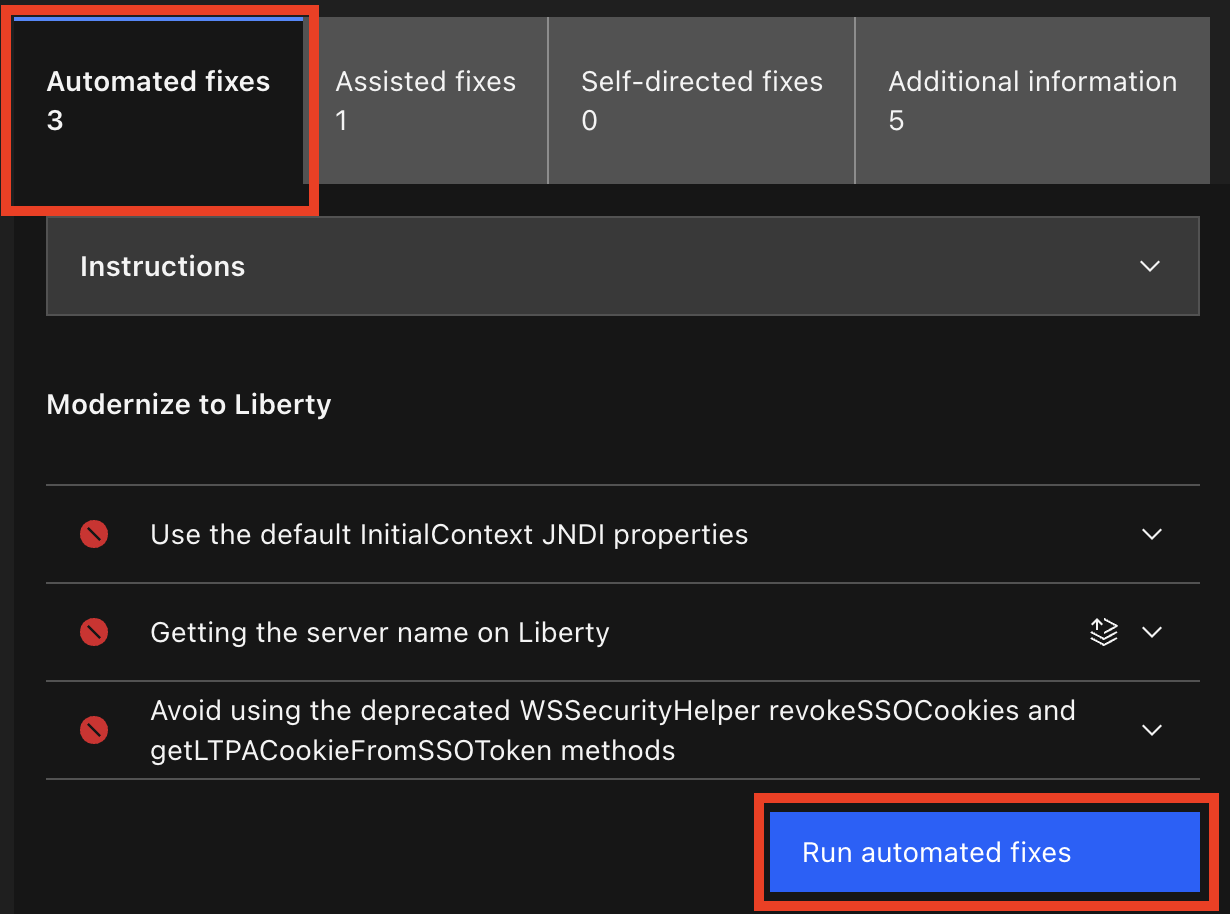 Automated fixes
3
Assisted fixes
1
Self-directed fixes
0
Additional information
5
Instructions
Modernize to Liberty
Use the default InitialContext JNDI properties
Getting the server name on Liberty
Avoid using the deprecated WSSecurityHelper revokeSSOCookies and
getLTPACookieFromSSOToken methods
Run automated fixes